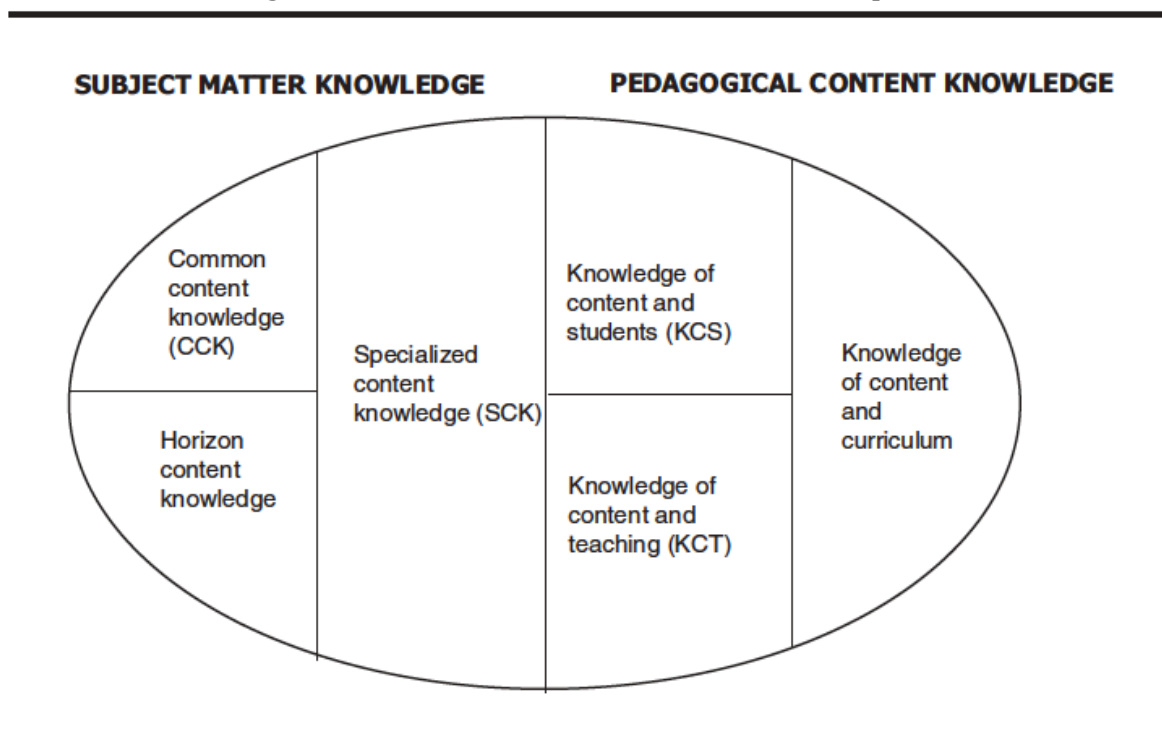 SUBJECT MATTER KNOWLEDGE
PEDAGOGICAL CONTENT KNOWLEDGE
Common
content
knowledge
(CCK)
Horizon
content
knowledge
Specialized
content
knowledge (SCK)
Knowledge of
content and
students (KCS)
Knowledge of
content and
teaching (KCT)
Knowledge
of content
and
curriculum